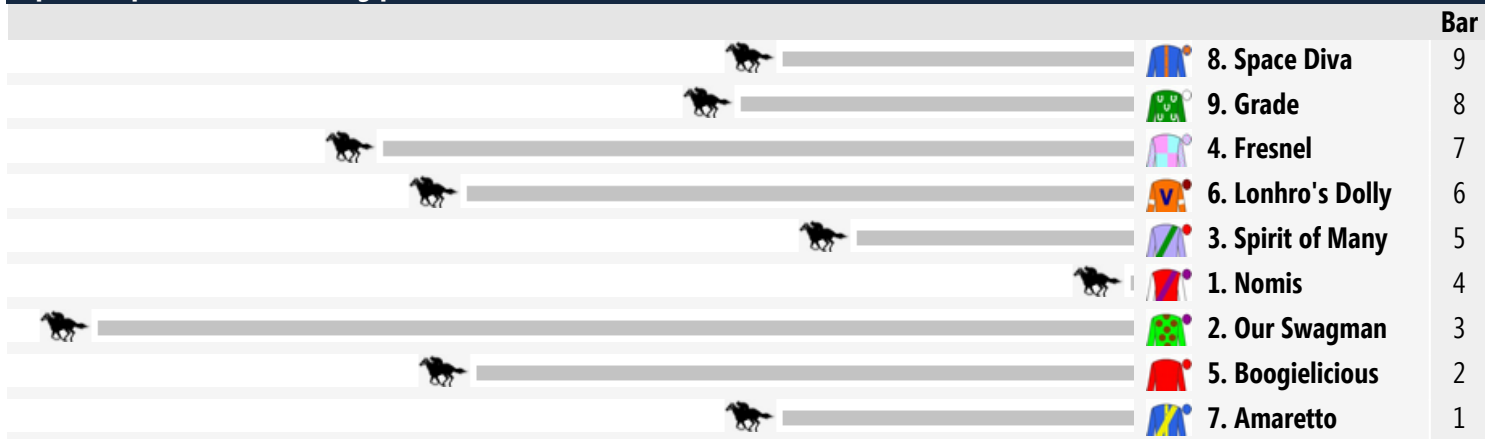 Bar
8. Space Diva 9
9. Grade 8
4. Fresnel 7
6. Lonhro's Dolly 6
3. Spirit of Many 5
1. Nomis 4
2. Our Swagman 3
5. Boogielicious 2
7. Amaretto 1